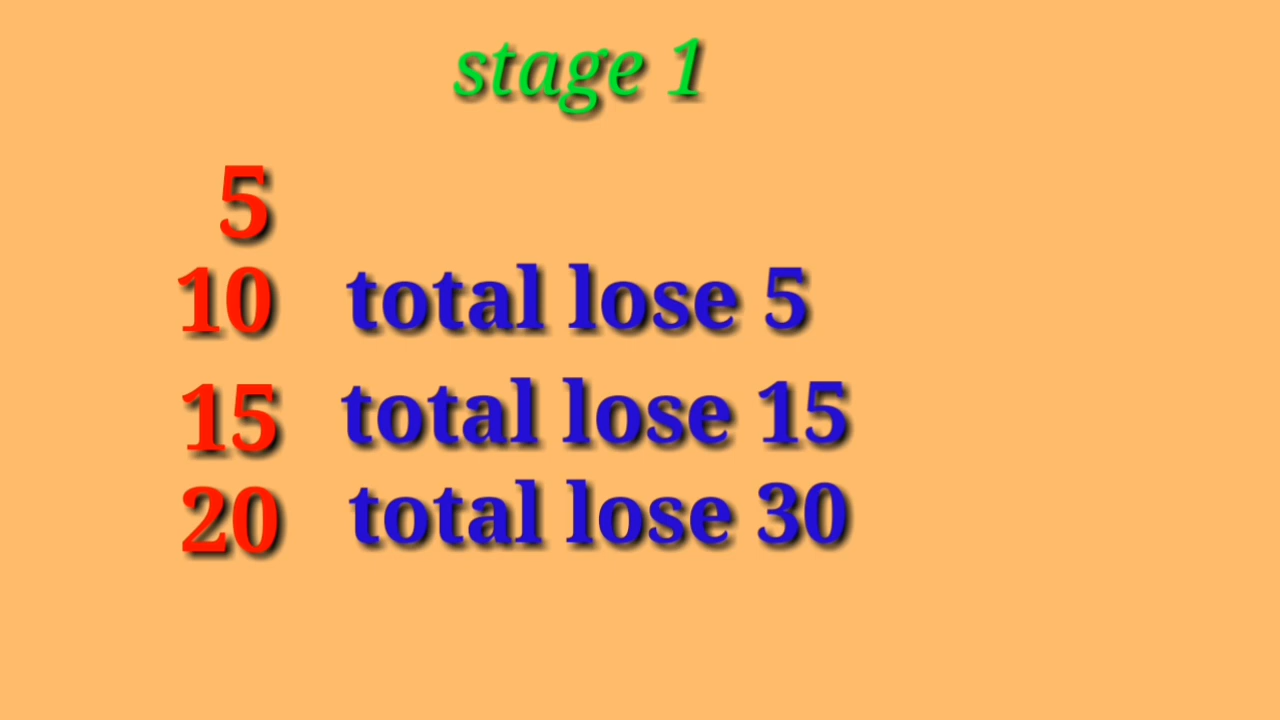 stage 1
5
10 total lose 5
15 total lose 15
20 total lose 30